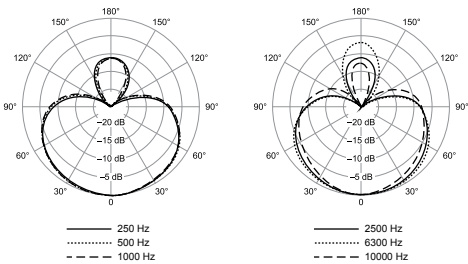 180°
150° 150°
120° 120°
90° 90°
−20 dB
−15 dB
60° −10 dB 60°
−5 dB
30° 30°
0
250 Hz
500 Hz
1000 Hz
180°
150° 150°
120° 120°
90° 90°
−20 dB
−15 dB
60° −10 dB 60°
−5 dB
30° 30°
0
2500 Hz
6300 Hz
10000 Hz